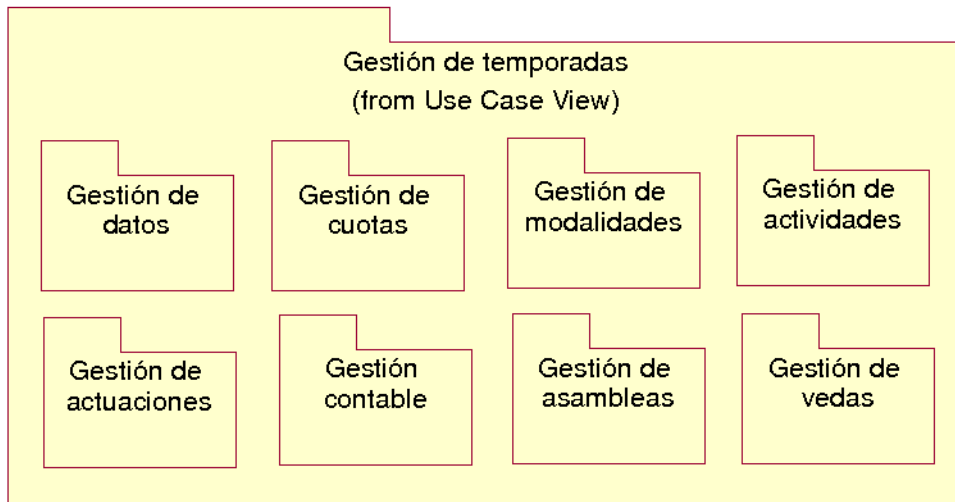 Gestión de temporadas
(from Use Case View)
Gestión de
datos
Gestión de
cuotas
Gestión de
modalidades
Gestión de
actividades
Gestión de
actuaciones
Gestión
contable
Gestión de
asambleas
Gestión de
vedas